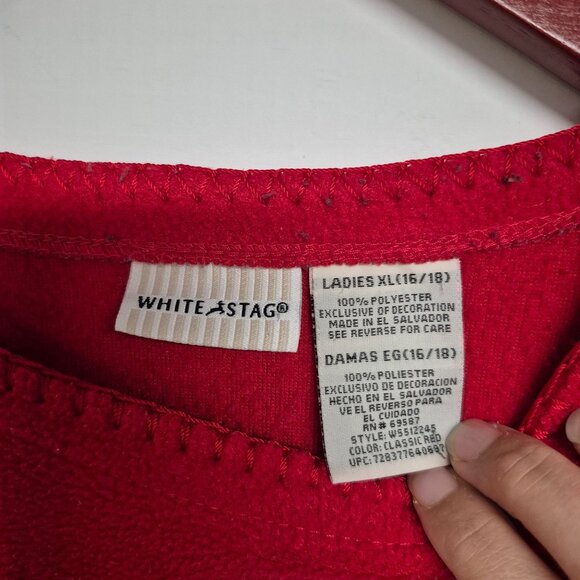 WHITE STAG®
LADIES XL(16/18)
100% POLYESTER
EXCLUSIVE OF DECORATION
MADE IN EL SALVADOR
SEE REVERSE FOR CARE
DAMAS EG(16/18)
100% POLIESTER
EXCLUSIVO DE DECORACION
HECHO EN EL SALVADOR
VE EL REVERSO PARA
EL CUIDADO
RN# 69587
STYLE: WS512245
COLOR: CLASSIC RED
UPC: